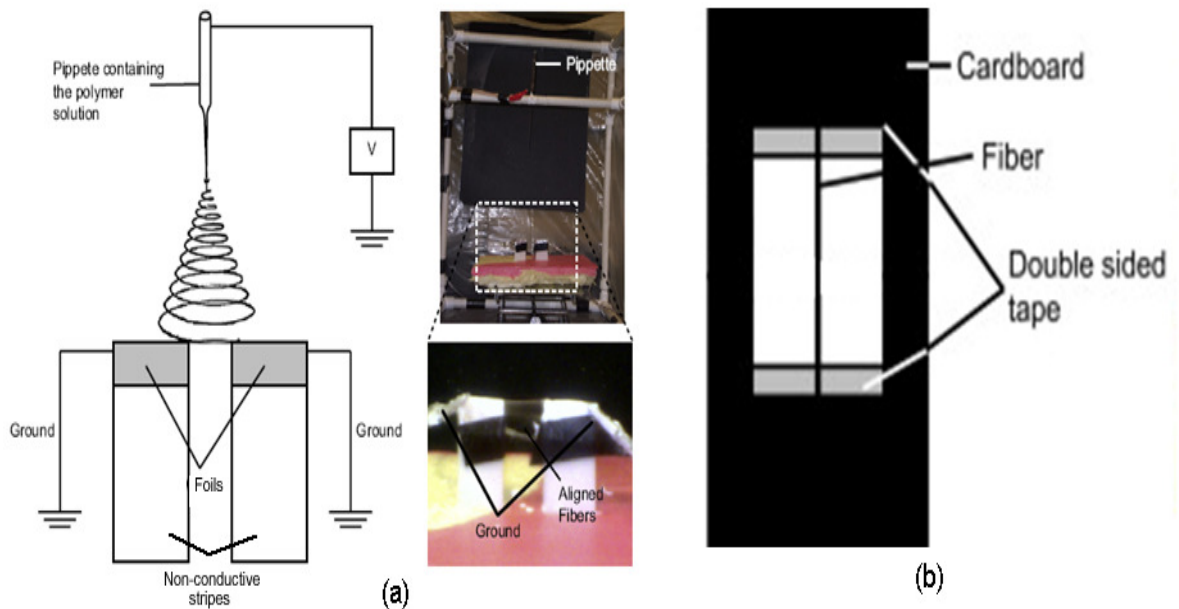 Pippete containing
the polymer
solution
V
Ground
Ground
Foils
Non-conductive
stripes
(a)
Pippette
Aligned
Fibers
Ground
Cardboard
Fiber
Double sided
tape
(b)